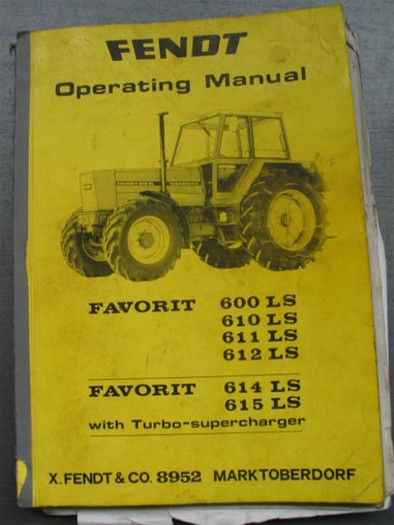 FENDT
Operating Manual
FAVORIT 600 LS
610 LS
611 LS
612 LS
FAVORIT 614 LS
615 LS
with Turbo-supercharger
X. FENDT & CO. 8952 MARKTOBERDORF